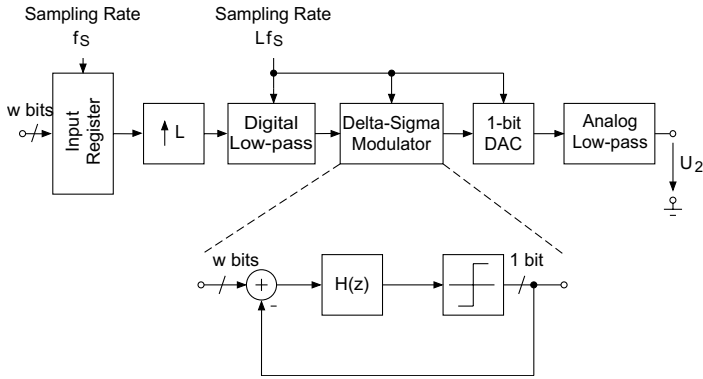 Sampling Rate
fS
Sampling Rate
LfS
w bits
Input
Register
↑ L
Digital
Low-pass
Delta-Sigma
Modulator
1-bit
DAC
Analog
Low-pass
U2
w bits
+
-
H(z)
1 bit